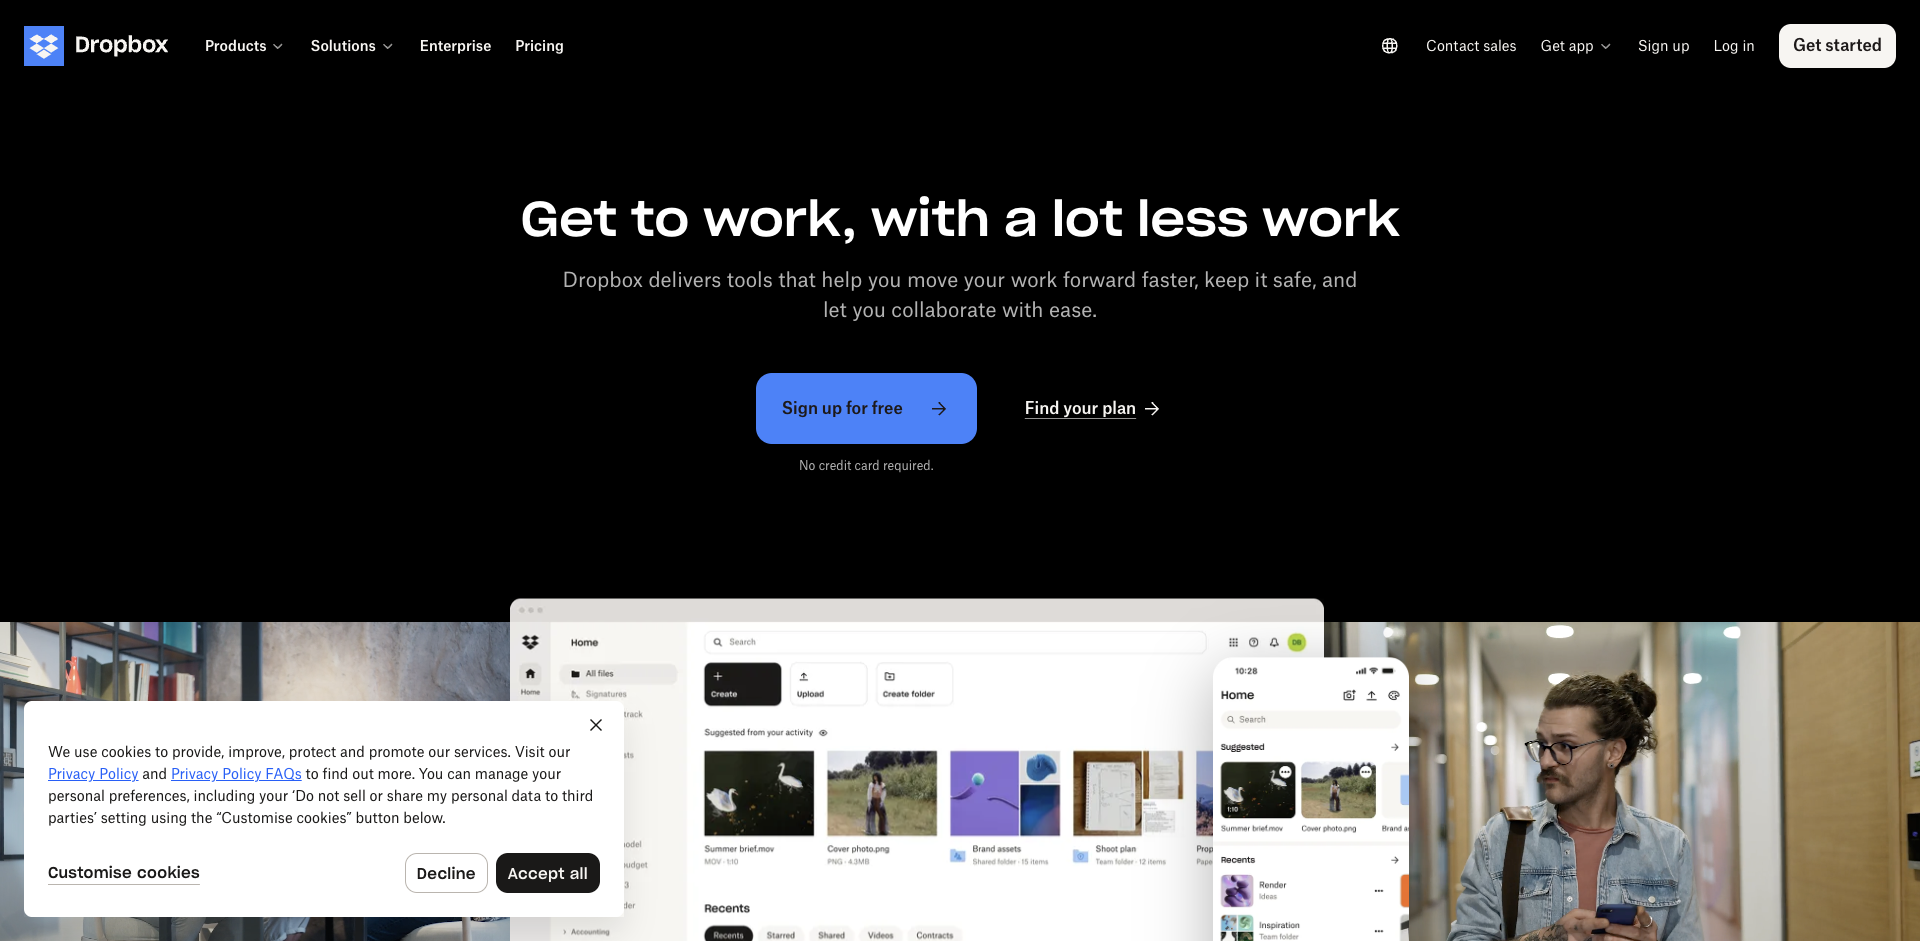 Dropbox
Products
Solutions
Enterprise
Pricing
Contact sales
Get app
Sign up
Log in
Get started
Get to work, with a lot less work
Dropbox delivers tools that help you move your work forward faster, keep it safe, and
let you collaborate with ease.
Sign up for free
Find your plan
No credit card required.
Home
Search
DB
All files
Home
Signatures
track
Create
Upload
Create folder
Suggested from your activity
Summer brief.mov
MOV · 1:10
Cover photo.png
PNG · 4.3MB
Brand assets
Shared folder · 15 items
Shoot plan
Team folder · 12 items
Recents
Recents
Starred
Shared
Videos
Contracts
Accounting
10:28
Home
Search
Suggested
1:10
Summer brief.mov
Cover photo.png
Recents
Render
Ideas
Inspiration
Team folder
We use cookies to provide, improve, protect and promote our services. Visit our
Privacy Policy and Privacy Policy FAQs to find out more. You can manage your
personal preferences, including your ‘Do not sell or share my personal data to third
parties’ setting using the “Customise cookies” button below.
Customise cookies
Decline
Accept all